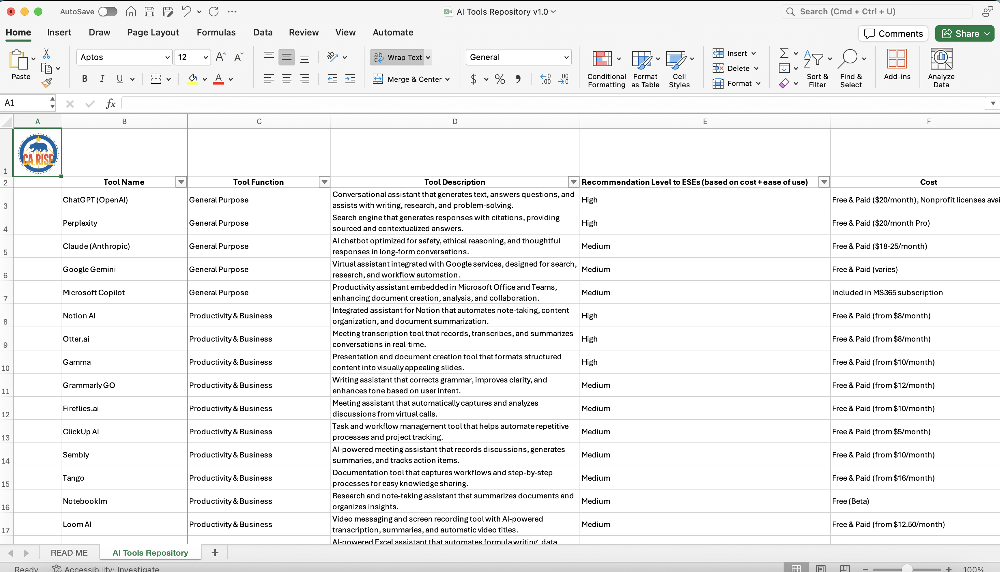 AutoSave
AI Tools Repository v1.0
Search (Cmd + Ctrl + U)
Home Insert Draw Page Layout Formulas Data Review View Automate
Comments
Share
Paste
Aptos
12
B I U
Wrap Text
Merge & Center
General
Conditional Formatting
Format as Table
Cell Styles
Insert
Delete
Format
Sort & Filter
Find & Select
Add-ins
Analyze Data
A1
fx
A B C D E F
1
CA RISE
2 Tool Name Tool Function Tool Description Recommendation Level to ESEs (based on cost + ease of use) Cost
3 ChatGPT (OpenAI) General Purpose Conversational assistant that generates text, answers questions, and assists with writing, research, and problem-solving. High Free & Paid ($20/month), Nonprofit licenses avai
4 Perplexity General Purpose Search engine that generates responses with citations, providing sourced and contextualized answers. High Free & Paid ($20/month Pro)
5 Claude (Anthropic) General Purpose AI chatbot optimized for safety, ethical reasoning, and thoughtful responses in long-form conversations. Medium Free & Paid ($18-25/month)
6 Google Gemini General Purpose Virtual assistant integrated with Google services, designed for search, research, and workflow automation. Medium Free & Paid (varies)
7 Microsoft Copilot General Purpose Productivity assistant embedded in Microsoft Office and Teams, enhancing document creation, analysis, and collaboration. Medium Included in MS365 subscription
8 Notion AI Productivity & Business Integrated assistant for Notion that automates note-taking, content organization, and document summarization. High Free & Paid (from $8/month)
9 Otter.ai Productivity & Business Meeting transcription tool that records, transcribes, and summarizes conversations in real-time. High Free & Paid (from $8/month)
10 Gamma Productivity & Business Presentation and document creation tool that formats structured content into visually appealing slides. High Free & Paid (from $10/month)
11 Grammarly GO Productivity & Business Writing assistant that corrects grammar, improves clarity, and enhances tone based on user intent. Medium Free & Paid (from $12/month)
12 Fireflies.ai Productivity & Business Meeting assistant that automatically captures and analyzes discussions from virtual calls. Medium Free & Paid (from $10/month)
13 ClickUp AI Productivity & Business Task and workflow management tool that helps automate repetitive processes and project tracking. Medium Free & Paid (from $5/month)
14 Sembly Productivity & Business AI-powered meeting assistant that records discussions, generates summaries, and tracks action items. Medium Free & Paid (from $10/month)
15 Tango Productivity & Business Documentation tool that captures workflows and step-by-step processes for easy knowledge sharing. Medium Free & Paid (from $16/month)
16 Notebooklm Productivity & Business Research and note-taking assistant that summarizes documents and organizes insights. Medium Free (Beta)
17 Loom AI Productivity & Business Video messaging and screen recording tool with AI-powered transcription, summaries, and automatic video titles. Medium Free & Paid (from $12.50/month)
AI-powered Excel assistant that automates formula writing, data
READ ME AI Tools Repository +
Ready Accessibility: Investigate 100%